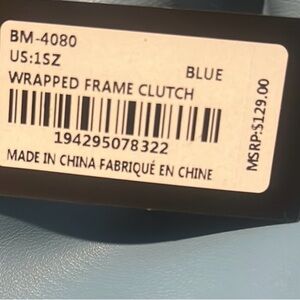 BM-4080
US:1SZ BLUE
WRAPPED FRAME CLUTCH
194295078322
MADE IN CHINA FABRIQUÉ EN CHINE
MSRP:$129.00